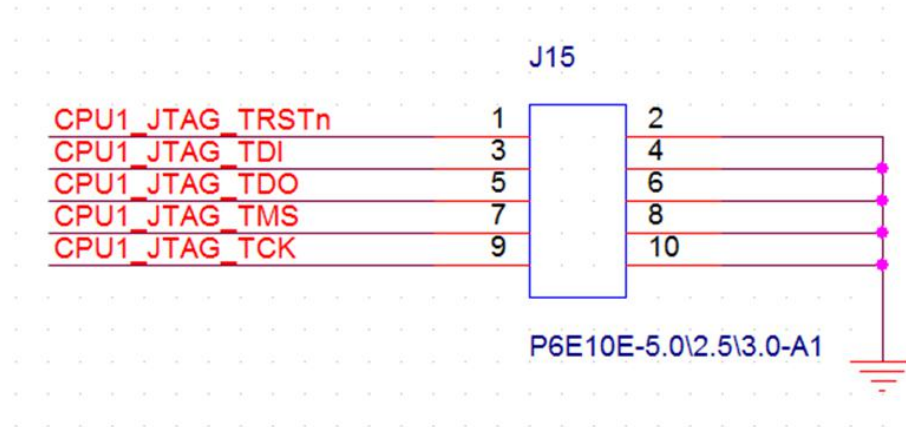 J15
CPU1_JTAG_TRSTn 1 2
CPU1_JTAG_TDI 3 4
CPU1_JTAG_TDO 5 6
CPU1_JTAG_TMS 7 8
CPU1_JTAG_TCK 9 10
P6E10E-5.0\2.5\3.0-A1